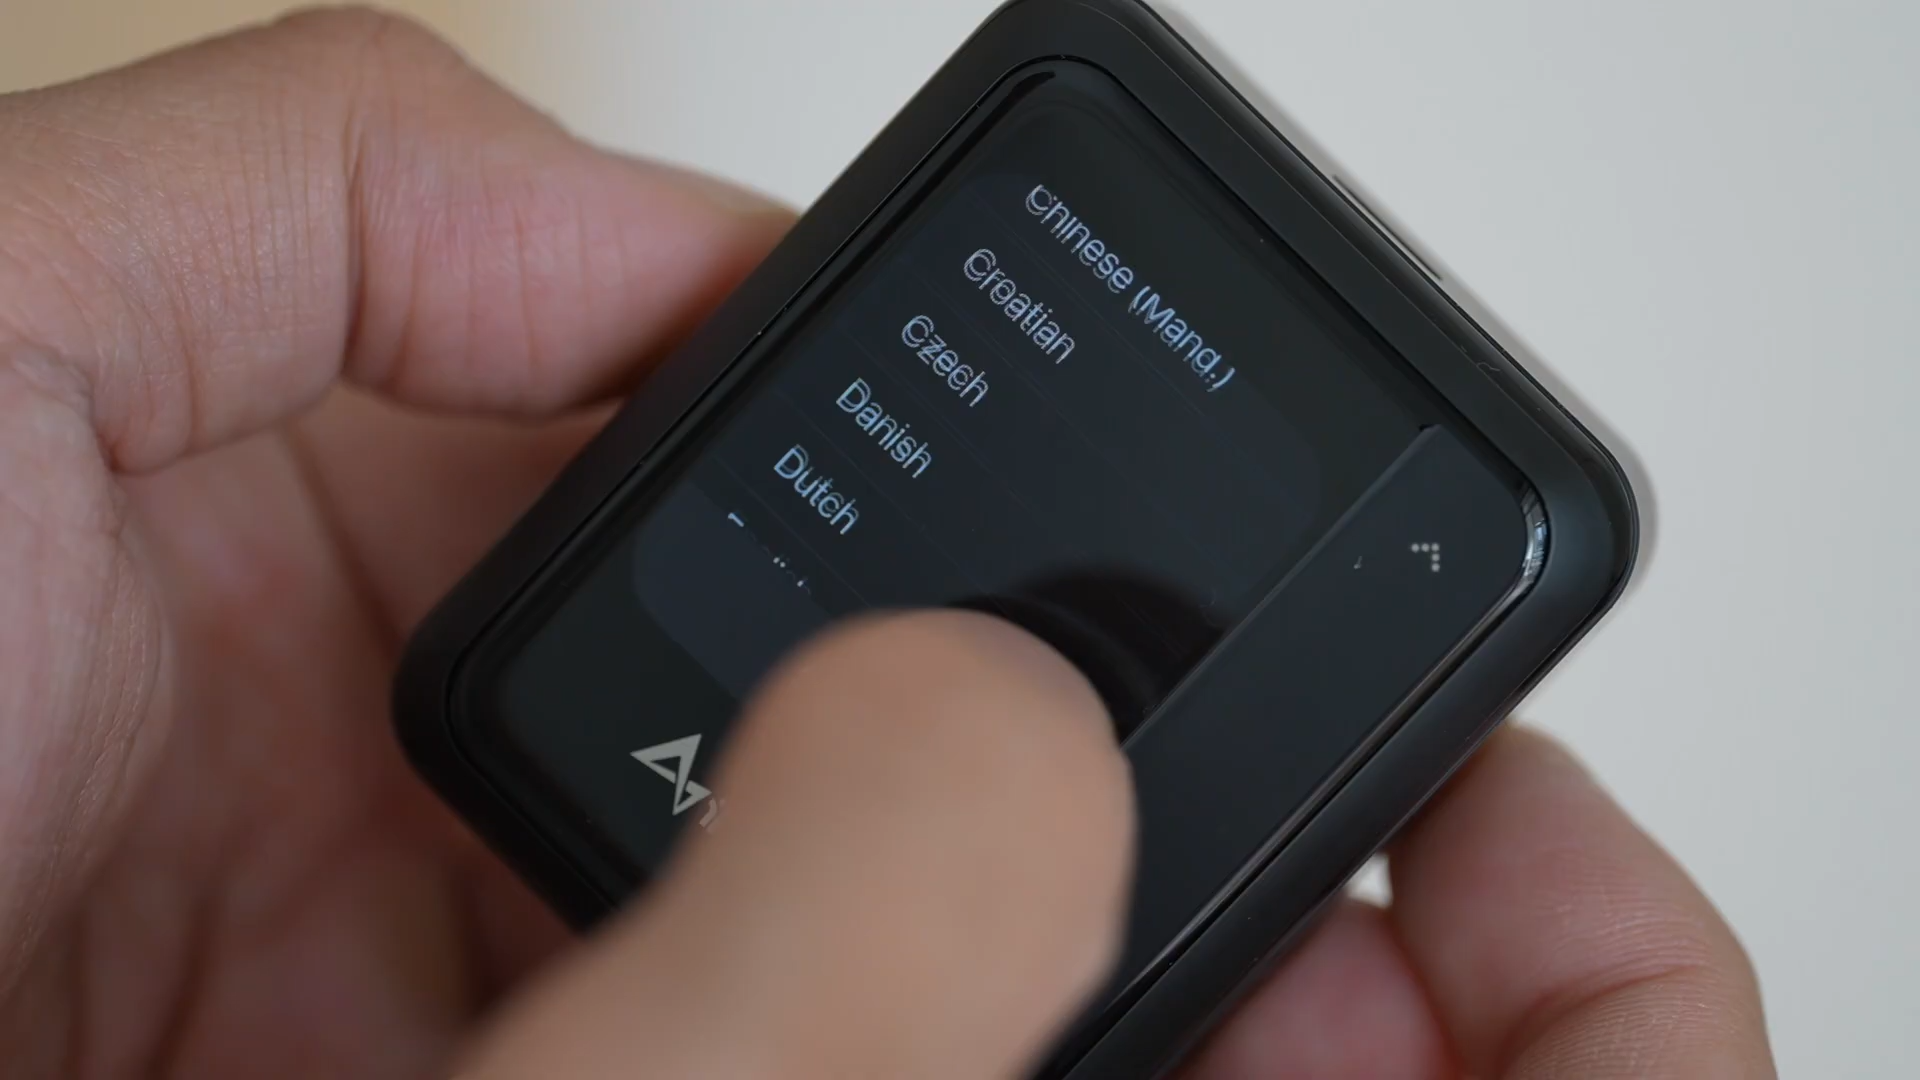 Chinese (Mand.)
Croatian
Czech
Danish
Dutch